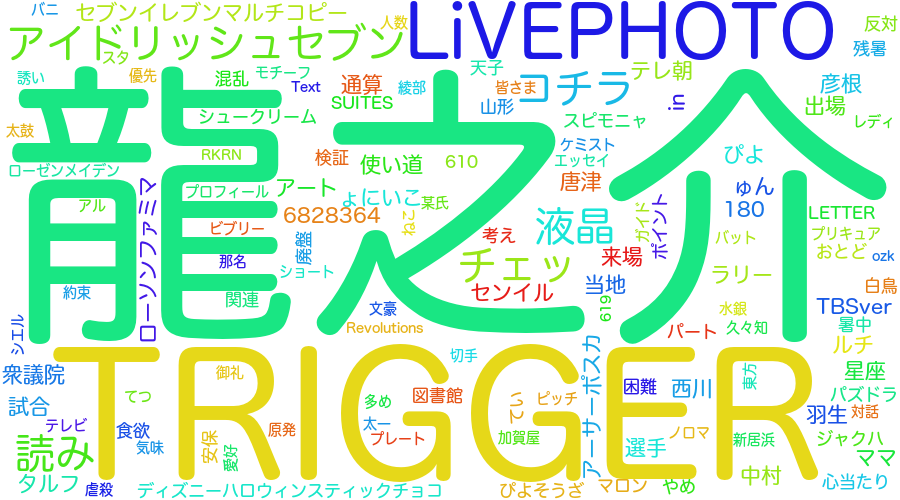 バニ セブンイレブンマルチコピー 人数 LiVEPHOTO 反対
アイドリッシュセブン 残暑
スタ
誘い 優先 混乱 モチーフ Text 通算 綾部 天子 皆さま コチラ テレ朝 彦根
SUITES 山形 in 出場
太鼓 シュークリーム スピモニャ レディ
龍之介
RKRN 検証 使い道 610 ケミスト エッセイ ぴよ
ローゼンメイデン
プロフィール アート ょにいこ 唐津 ゅん
アル 6828364 某氏 ねこ 液晶 ガイド ポイント 180 LETTER
ローソンファミマ ビブリー 廃盤 考え バット プリキュア
那名 ショート チェッ 来場 おとど ozk
約束 関連 センイル 当地 ラリー 白鳥
文豪 619 水銀 TBSver
シエル Revolutions パート 久々知 暑中
ルチ
TRIGGER
衆議院 御礼 切手 アーサーポスカ 東方 星座
試合 てつ 多め 図書館 いて ピッチ 困難 西川 パズドラ
テレビ 食欲 原発 太一 羽生 対話
読み 気味 安保 愛好 プレート 加賀屋 選手 ノロマ 新居浜 ジャクハ
ママ
タルフ 虐殺 ディズニーハロウィンスティックチョコ ぴよそうざ マロン やめ 中村 心当たり